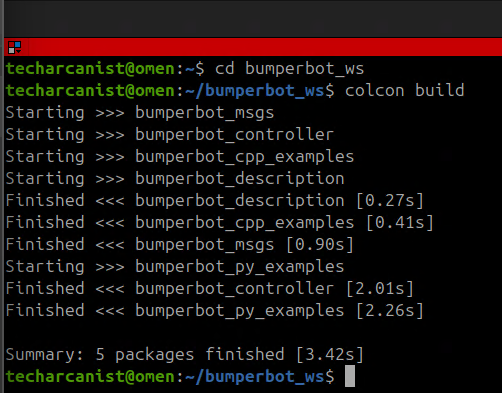 techarcanist@omen:~$ cd bumperbot_ws
techarcanist@omen:~/bumperbot_ws$ colcon build
Starting >>> bumperbot_msgs
Starting >>> bumperbot_controller
Starting >>> bumperbot_cpp_examples
Starting >>> bumperbot_description
Finished <<< bumperbot_description [0.27s]
Finished <<< bumperbot_cpp_examples [0.41s]
Finished <<< bumperbot_msgs [0.90s]
Starting >>> bumperbot_py_examples
Finished <<< bumperbot_controller [2.01s]
Finished <<< bumperbot_py_examples [2.26s]
Summary: 5 packages finished [3.42s]
techarcanist@omen:~/bumperbot_ws$